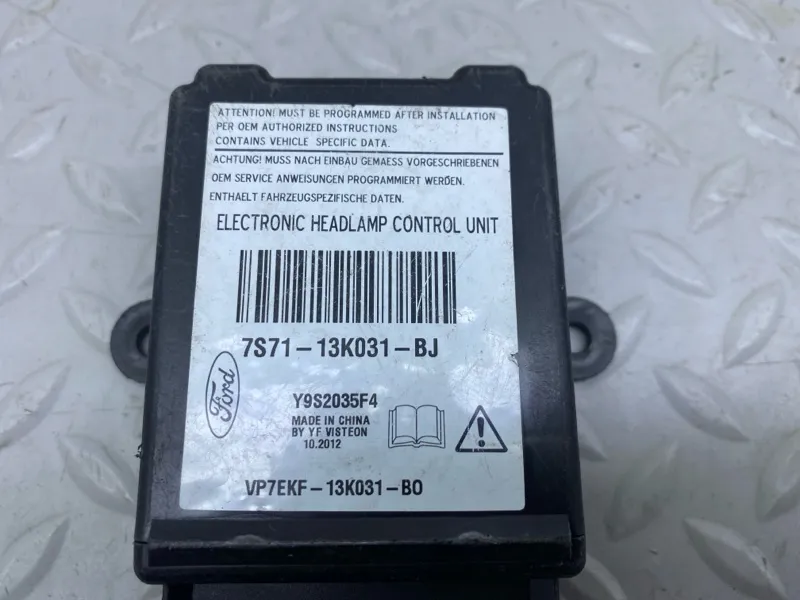 ATTENTION! MUST BE PROGRAMMED AFTER INSTALLATION
PER OEM AUTHORIZED INSTRUCTIONS
CONTAINS VEHICLE SPECIFIC DATA.
ACHTUNG! MUSS NACH EINBAU GEMAESS VORGESCHRIEBENEN
OEM SERVICE ANWEISUNGEN PROGRAMMIERT WERDEN.
ENTHAELT FAHRZEUGSPEZIFISCHE DATEN.
ELECTRONIC HEADLAMP CONTROL UNIT
7S71-13K031-BJ
Ford
Y9S2035F4
MADE IN CHINA
BY YF VISTEON
10.2012
VP7EKF-13K031-BO